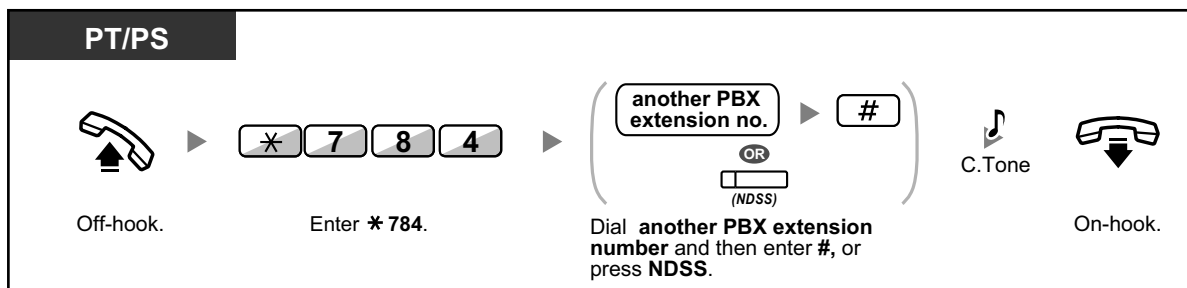 PT/PS
* 7 8 4
another PBX
extension no.
#
OR
(NDSS)
C.Tone
Off-hook.
Enter * 784.
Dial another PBX extension
number and then enter #, or
press NDSS.
On-hook.